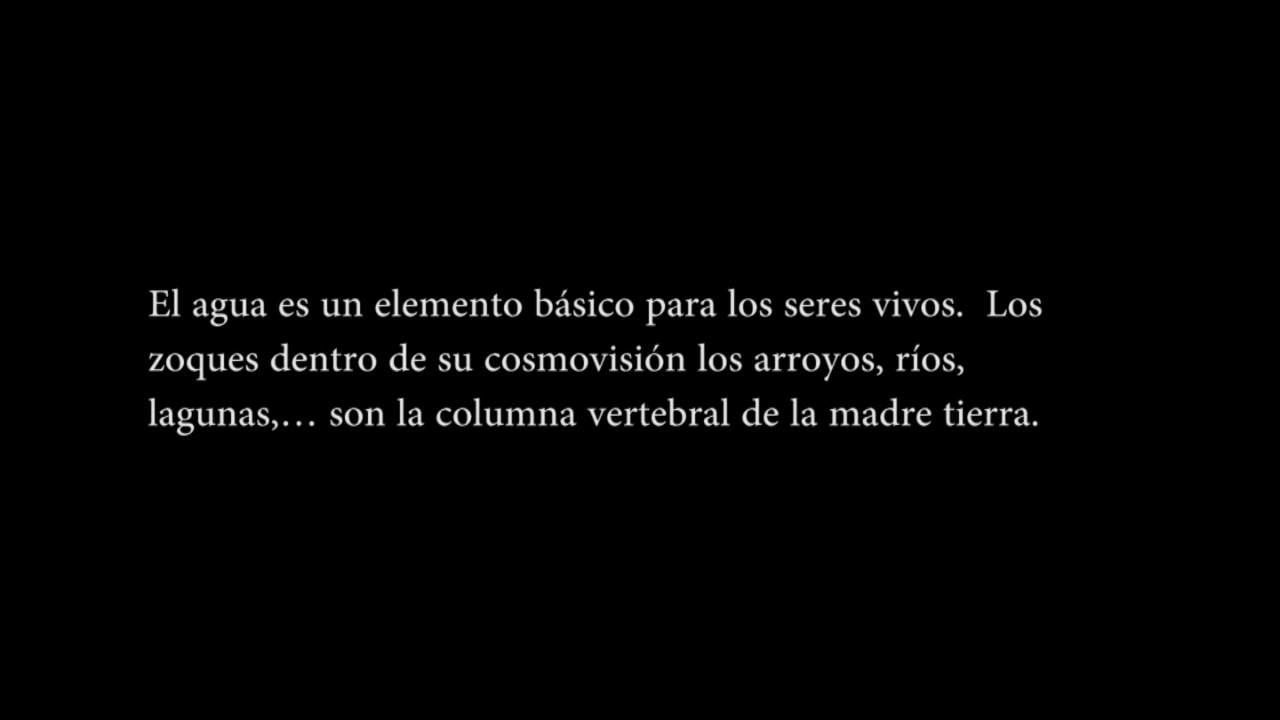 El agua es un elemento básico para los seres vivos.  Los
zoques dentro de su cosmovisión los arroyos, ríos,
lagunas,… son la columna vertebral de la madre tierra.